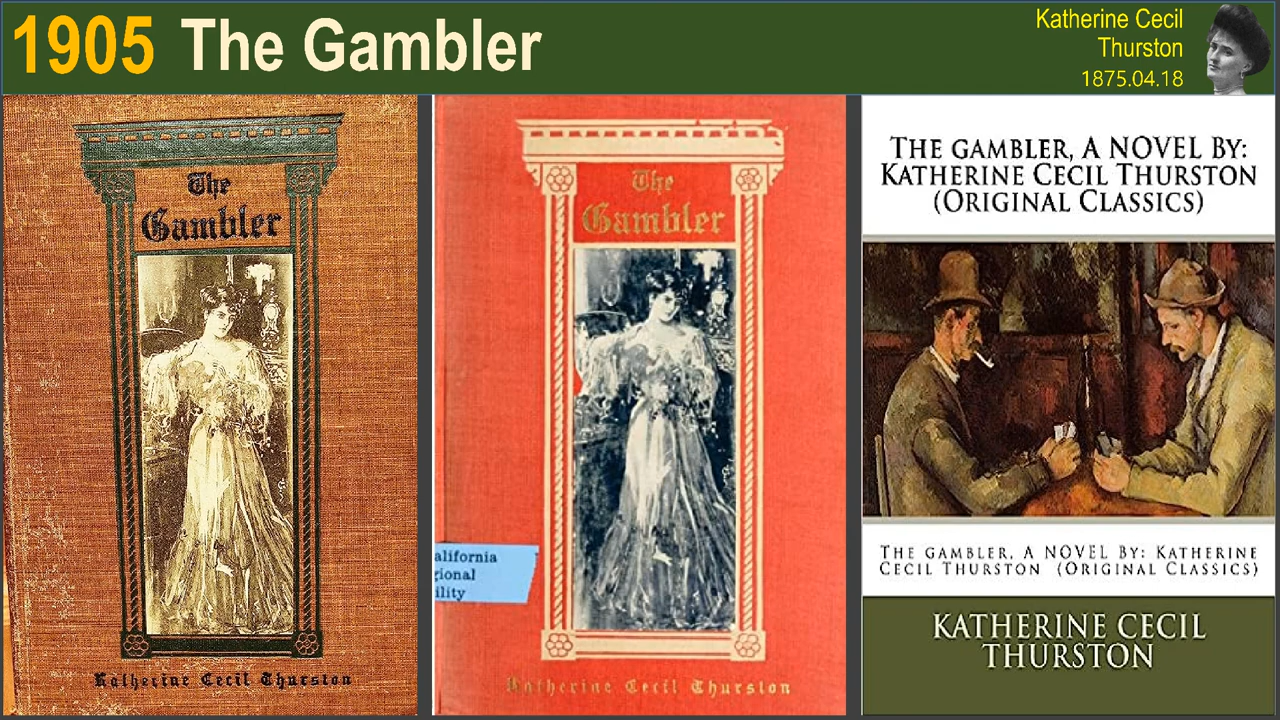 1905 The Gambler
Katherine Cecil
Thurston
1875.04.18
The
Gambler
Katherine Cecil Thurston
The
Gambler
alifornia
gional
ility
Katherine Cecil Thurston
THE GAMBLER, A NOVEL BY:
KATHERINE CECIL THURSTON
(ORIGINAL CLASSICS)
THE GAMBLER, A NOVEL BY: KATHERINE
CECIL THURSTON (ORIGINAL CLASSICS)
KATHERINE CECIL
THURSTON